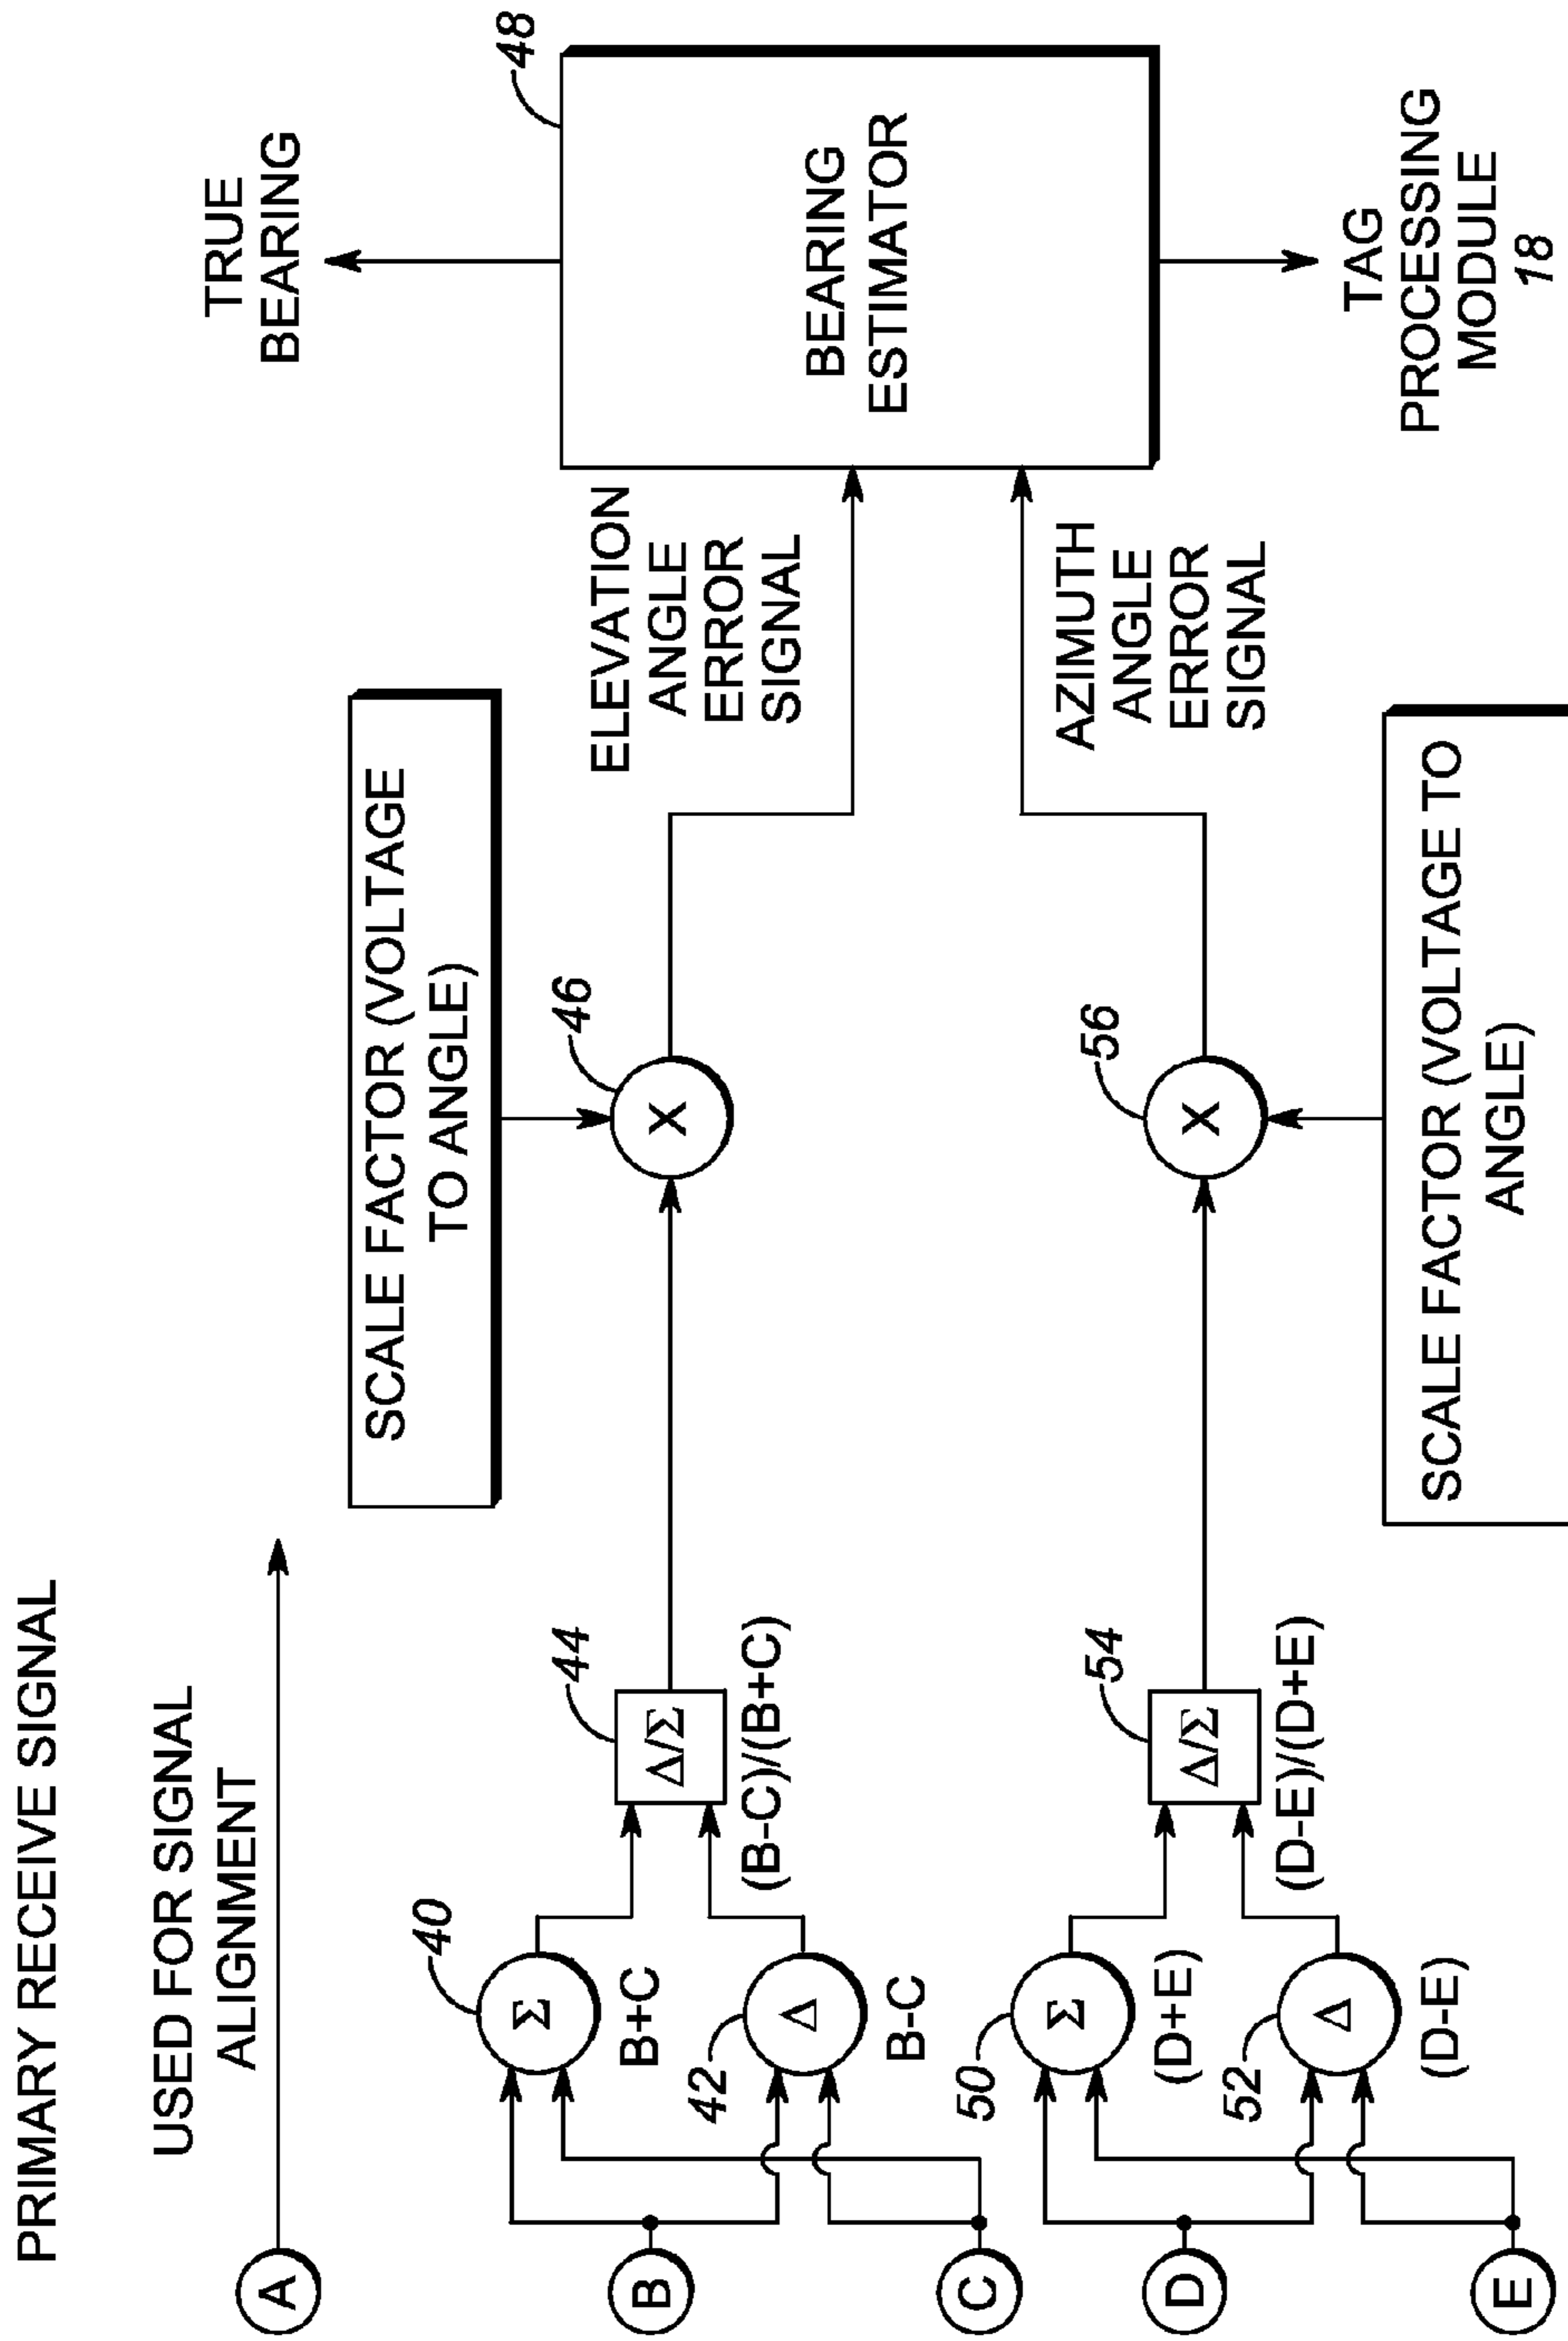 PRIMARY RECEIVE SIGNAL
USED FOR SIGNAL
ALIGNMENT
A
SCALE FACTOR (VOLTAGE
TO ANGLE)
TRUE
BEARING
B
C
40
Σ
B+C
42
Δ
B-C
44
Δ/Σ
(B-C)/(B+C)
46
X
ELEVATION
ANGLE
ERROR
SIGNAL
48
BEARING
ESTIMATOR
D
E
50
Σ
(D+E)
52
Δ
(D-E)
54
Δ/Σ
(D-E)/(D+E)
56
X
AZIMUTH
ANGLE
ERROR
SIGNAL
SCALE FACTOR (VOLTAGE TO
ANGLE)
TAG
PROCESSING
MODULE
18